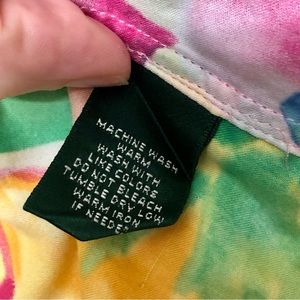 MACHINE WASH
WARM
WASH WITH
LIKE COLORS
DO NOT BLEACH
TUMBLE DRY LOW
WARM IRON
IF NEEDED